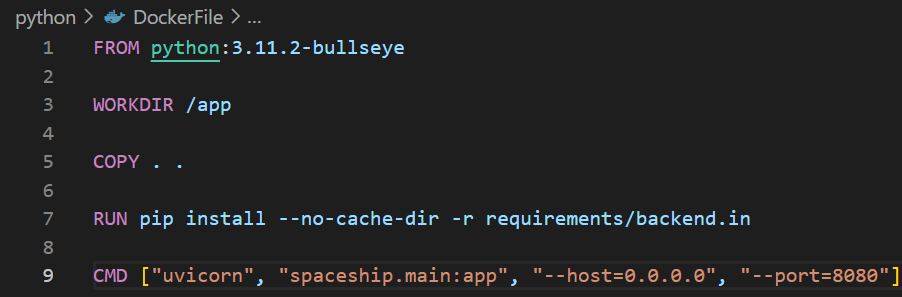 python > DockerFile > ...
1 FROM python:3.11.2-bullseye
2
3 WORKDIR /app
4
5 COPY . .
6
7 RUN pip install --no-cache-dir -r requirements/backend.in
8
9 CMD ["uvicorn", "spaceship.main:app", "--host=0.0.0.0", "--port=8080"]